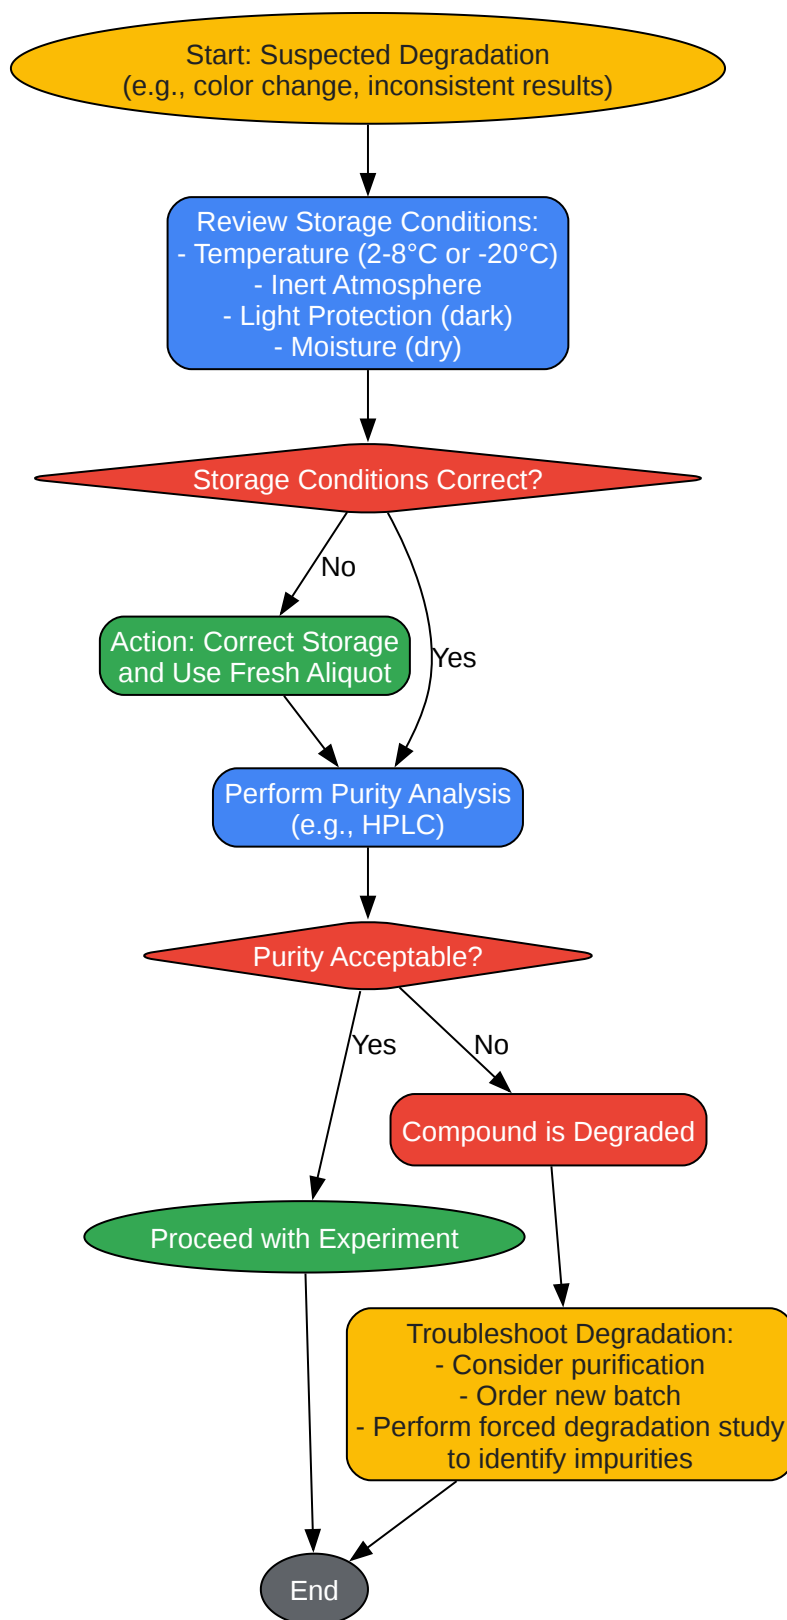 Start: Suspected Degradation
(e.g., color change, inconsistent results)
Review Storage Conditions:
- Temperature (2-8°C or -20°C)
- Inert Atmosphere
- Light Protection (dark)
- Moisture (dry)
Storage Conditions Correct?
No
Action: Correct Storage
and Use Fresh Aliquot
Yes
Perform Purity Analysis
(e.g., HPLC)
Purity Acceptable?
Yes
No
Compound is Degraded
Proceed with Experiment
Troubleshoot Degradation:
- Consider purification
- Order new batch
- Perform forced degradation study
to identify impurities
End